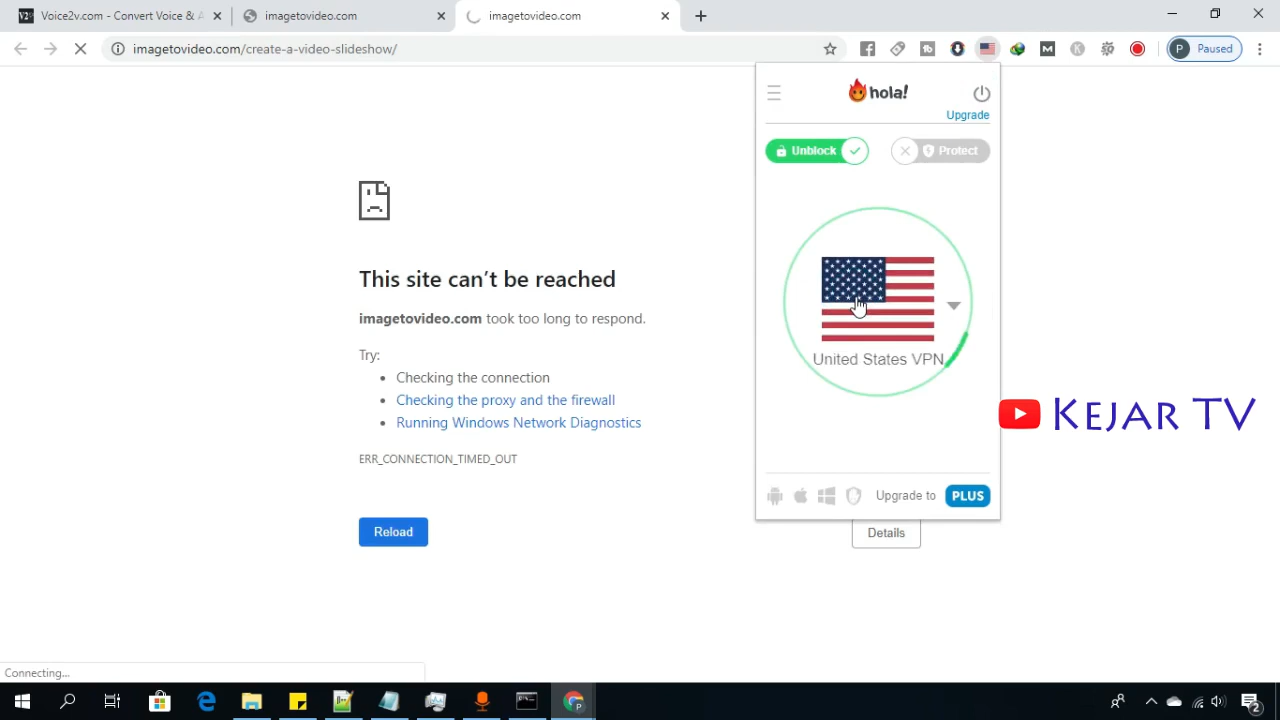 Voice2v.com - Convert Voice & A
imagetovideo.com
imagetovideo.com
imagetovideo.com/create-a-video-slideshow/
P Paused
hola!
Upgrade
Unblock
Protect
United States VPN
Upgrade to PLUS
This site can't be reached
imagetovideo.com took too long to respond.
Try:
Checking the connection
Checking the proxy and the firewall
Running Windows Network Diagnostics
ERR_CONNECTION_TIMED_OUT
Reload
Details
KEJAR TV
Connecting...